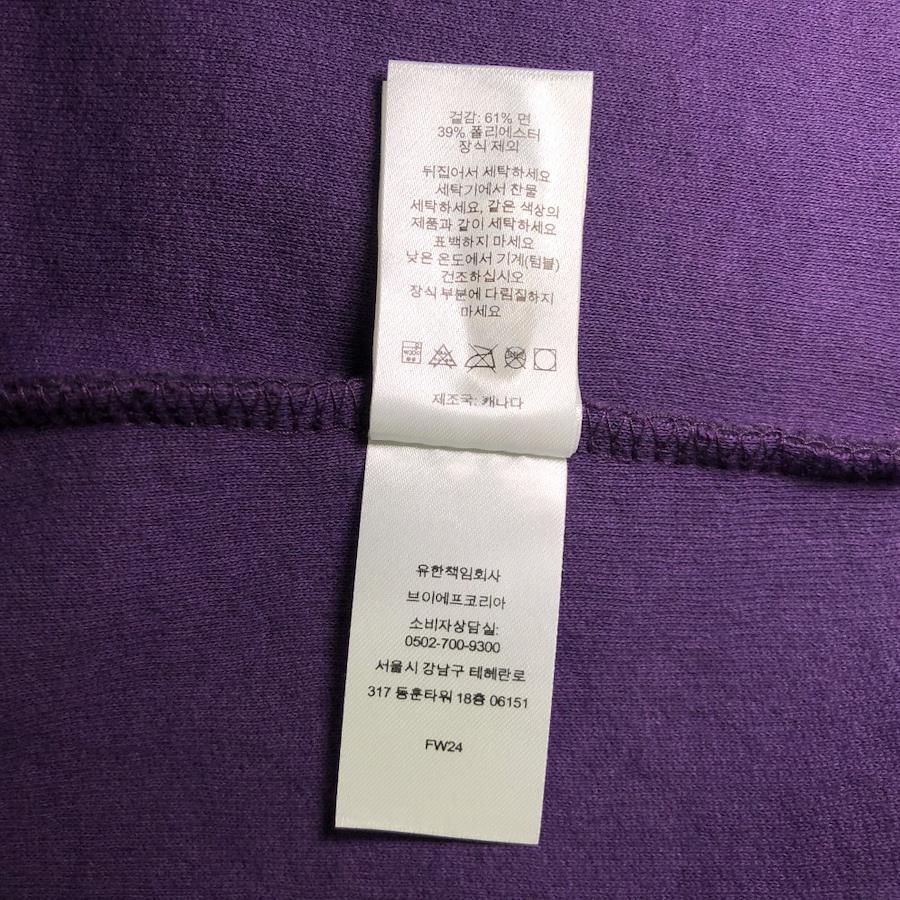 겉감: 61% 면
39% 폴리에스터
장식 제외
뒤집어서 세탁하세요
세탁기에서 찬물
세탁하세요, 같은 색상의
제품과 같이 세탁하세요
표백하지 마세요
낮은 온도에서 기계(텀블)
건조하십시오
장식 부분에 다림질하지
마세요
제조국: 캐나다
유한책임회사
브이에프코리아
소비자상담실:
0502-700-9300
서울시 강남구 테헤란로
317 동훈타워 18층 06151
FW24